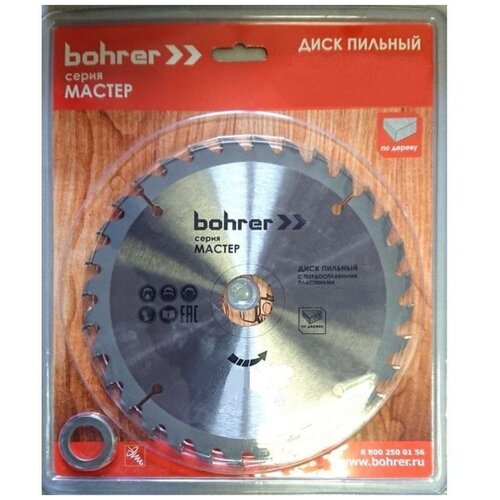 bohrer
серия
МАСТЕР
ДИСК ПИЛЬНЫЙ
по дереву
bohrer
серия
МАСТЕР
ДИСК ПИЛЬНЫЙ
С ТВЕРДОСПЛАВНЫМИ
ПЛАСТИНАМИ
по дереву
EAC
8 800 250 01 56
www.bohrer.ru